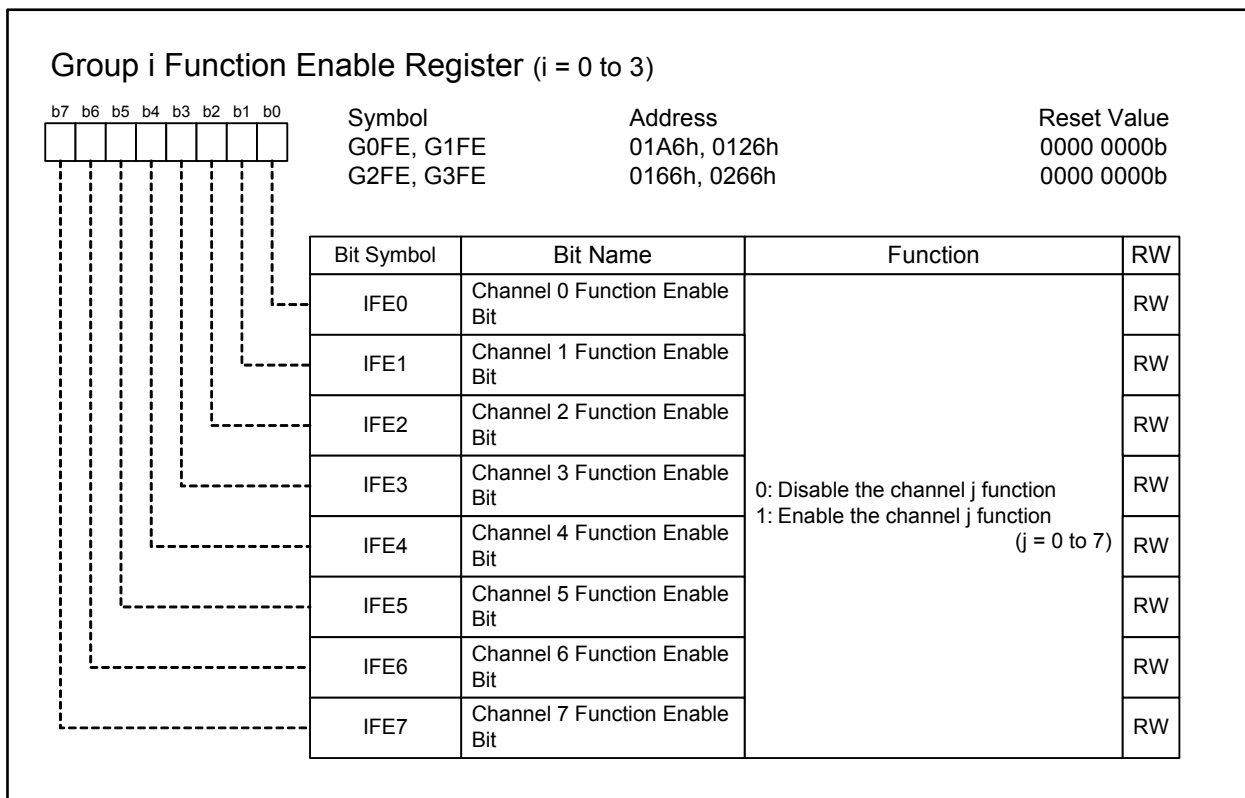 Group i Function Enable Register (i = 0 to 3)
b7 b6 b5 b4 b3 b2 b1 b0
Symbol Address Reset Value
G0FE, G1FE 01A6h, 0126h 0000 0000b
G2FE, G3FE 0166h, 0266h 0000 0000b
Bit Symbol Bit Name Function RW
IFE0 Channel 0 Function Enable
Bit RW
IFE1 Channel 1 Function Enable
Bit RW
IFE2 Channel 2 Function Enable
Bit RW
IFE3 Channel 3 Function Enable
Bit RW
0: Disable the channel j function
1: Enable the channel j function
(j = 0 to 7)
IFE4 Channel 4 Function Enable
Bit RW
IFE5 Channel 5 Function Enable
Bit RW
IFE6 Channel 6 Function Enable
Bit RW
IFE7 Channel 7 Function Enable
Bit RW